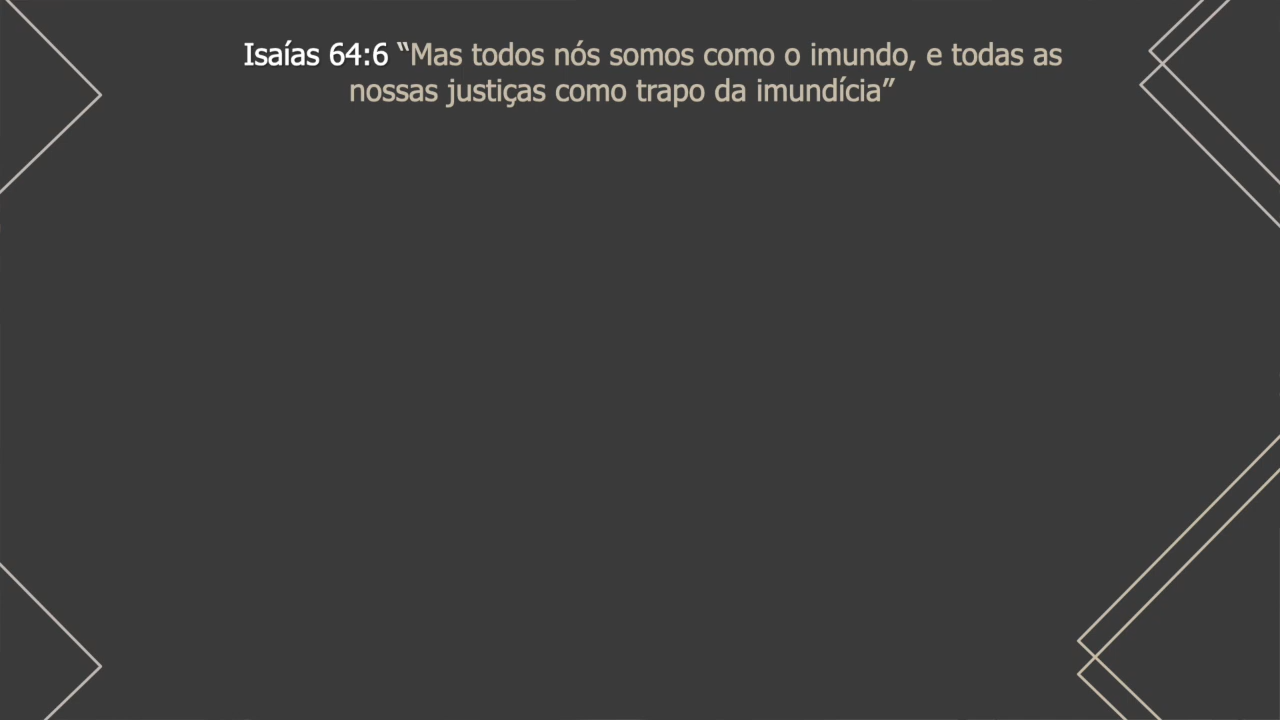 Isaías 64:6 “Mas todos nós somos como o imundo, e todas as
nossas justiças como trapo da imundícia”